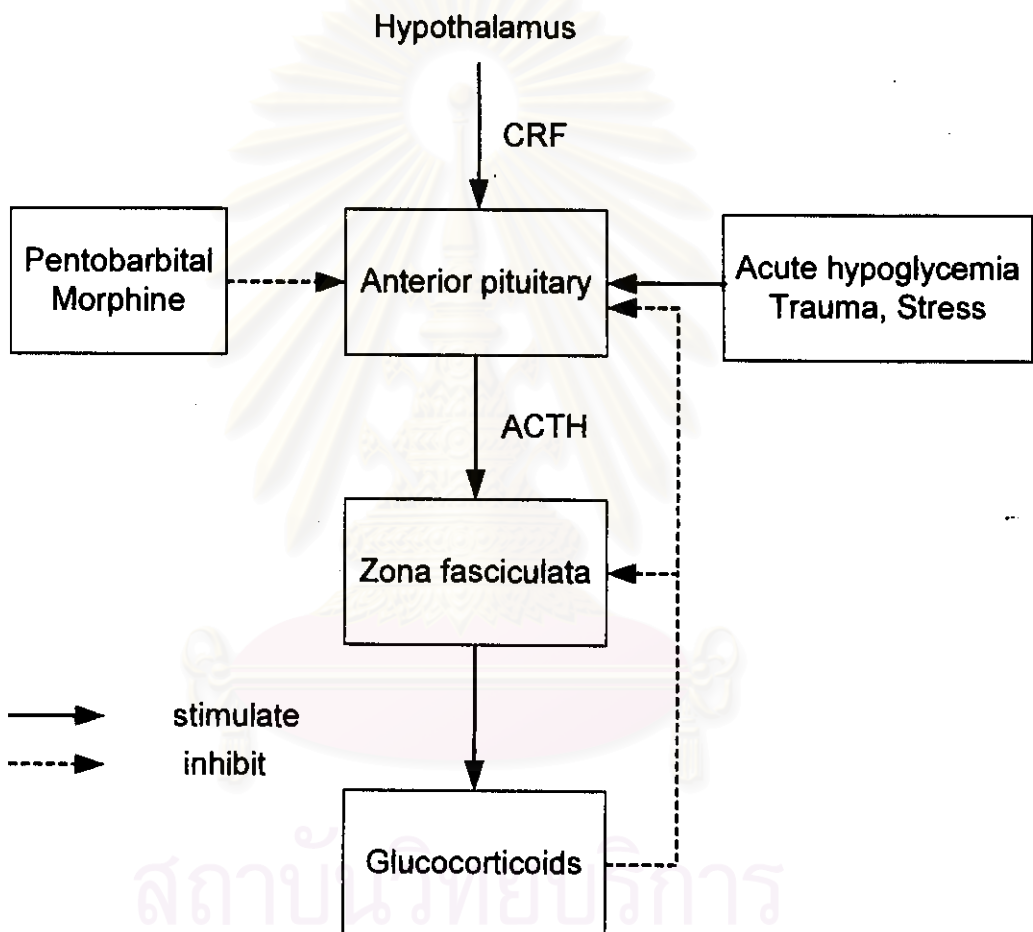 Hypothalamus
CRF
Pentobarbital
Morphine
Anterior pituitary
Acute hypoglycemia
Trauma, Stress
ACTH
Zona fasciculata
stimulate
inhibit
Glucocorticoids
สถาบันวิทยบริการ